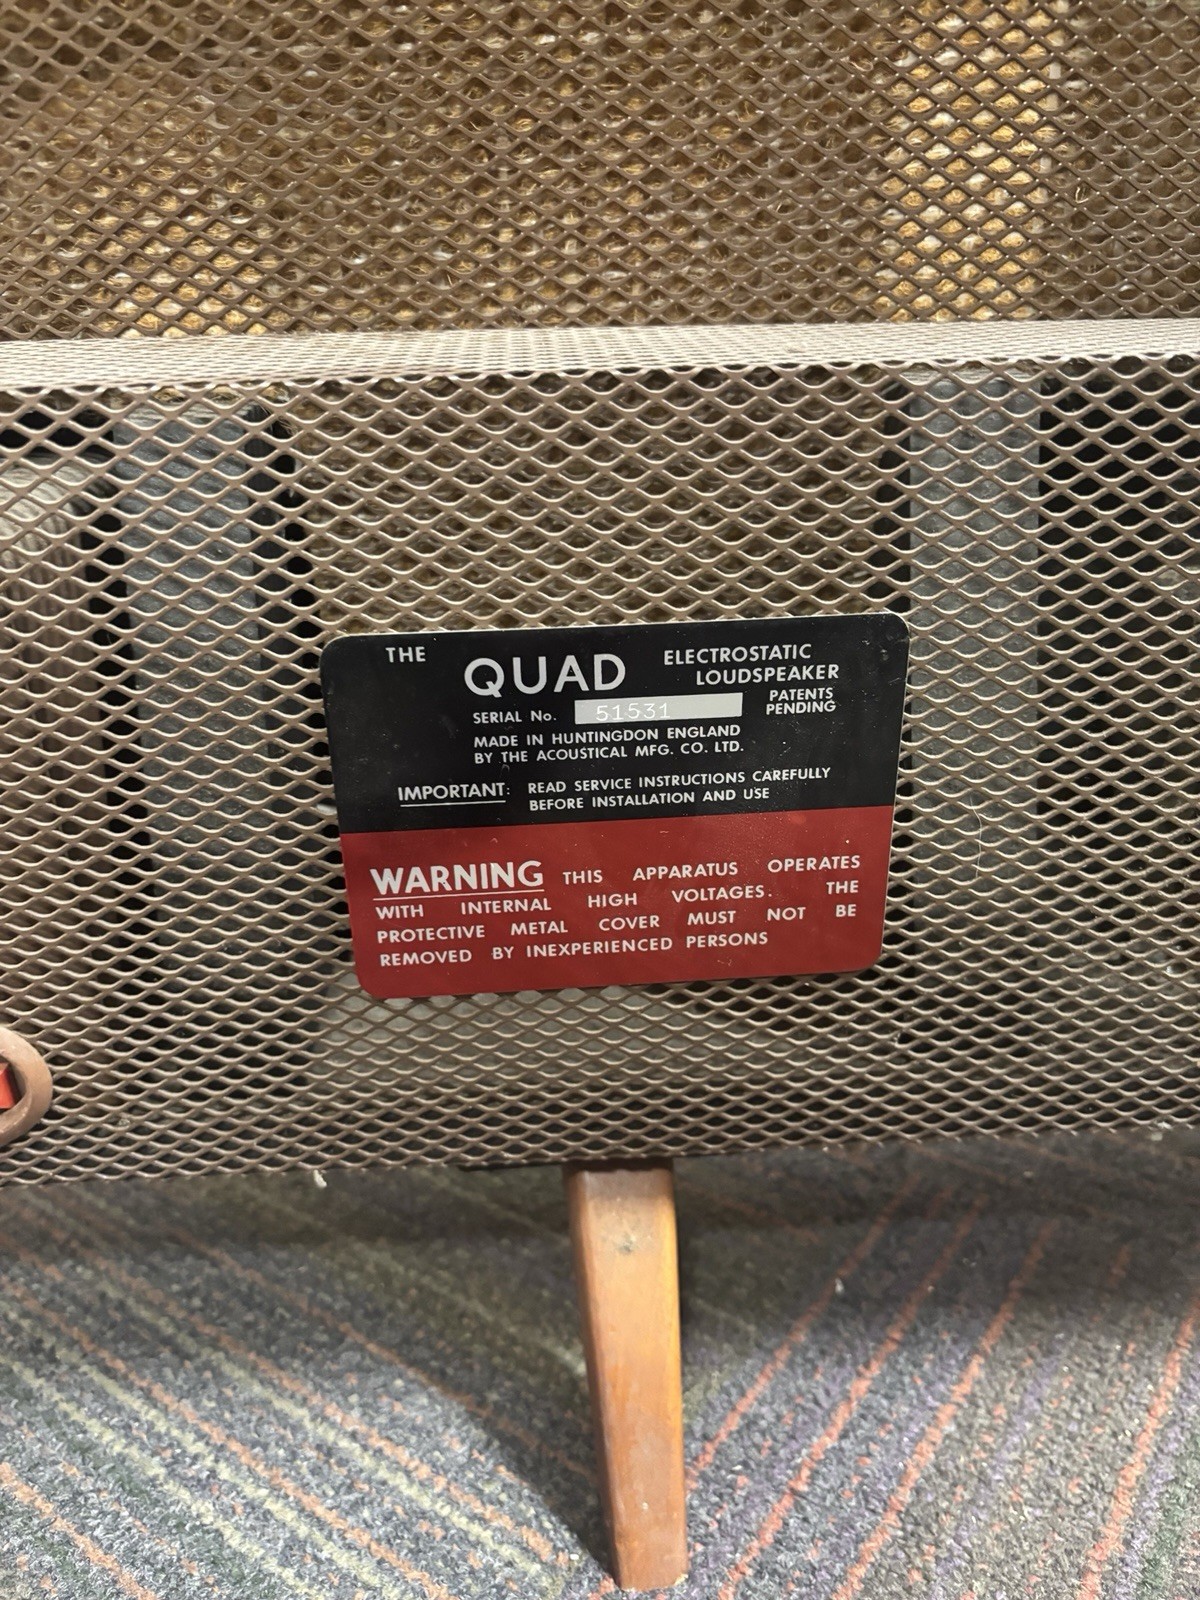 THE QUAD ELECTROSTATIC
LOUDSPEAKER
SERIAL No. 51531 PATENTS
PENDING
MADE IN HUNTINGDON ENGLAND
BY THE ACOUSTICAL MFG. CO. LTD.
IMPORTANT: READ SERVICE INSTRUCTIONS CAREFULLY
BEFORE INSTALLATION AND USE
WARNING THIS APPARATUS OPERATES
WITH INTERNAL HIGH VOLTAGES. THE
PROTECTIVE METAL COVER MUST NOT BE
REMOVED BY INEXPERIENCED PERSONS